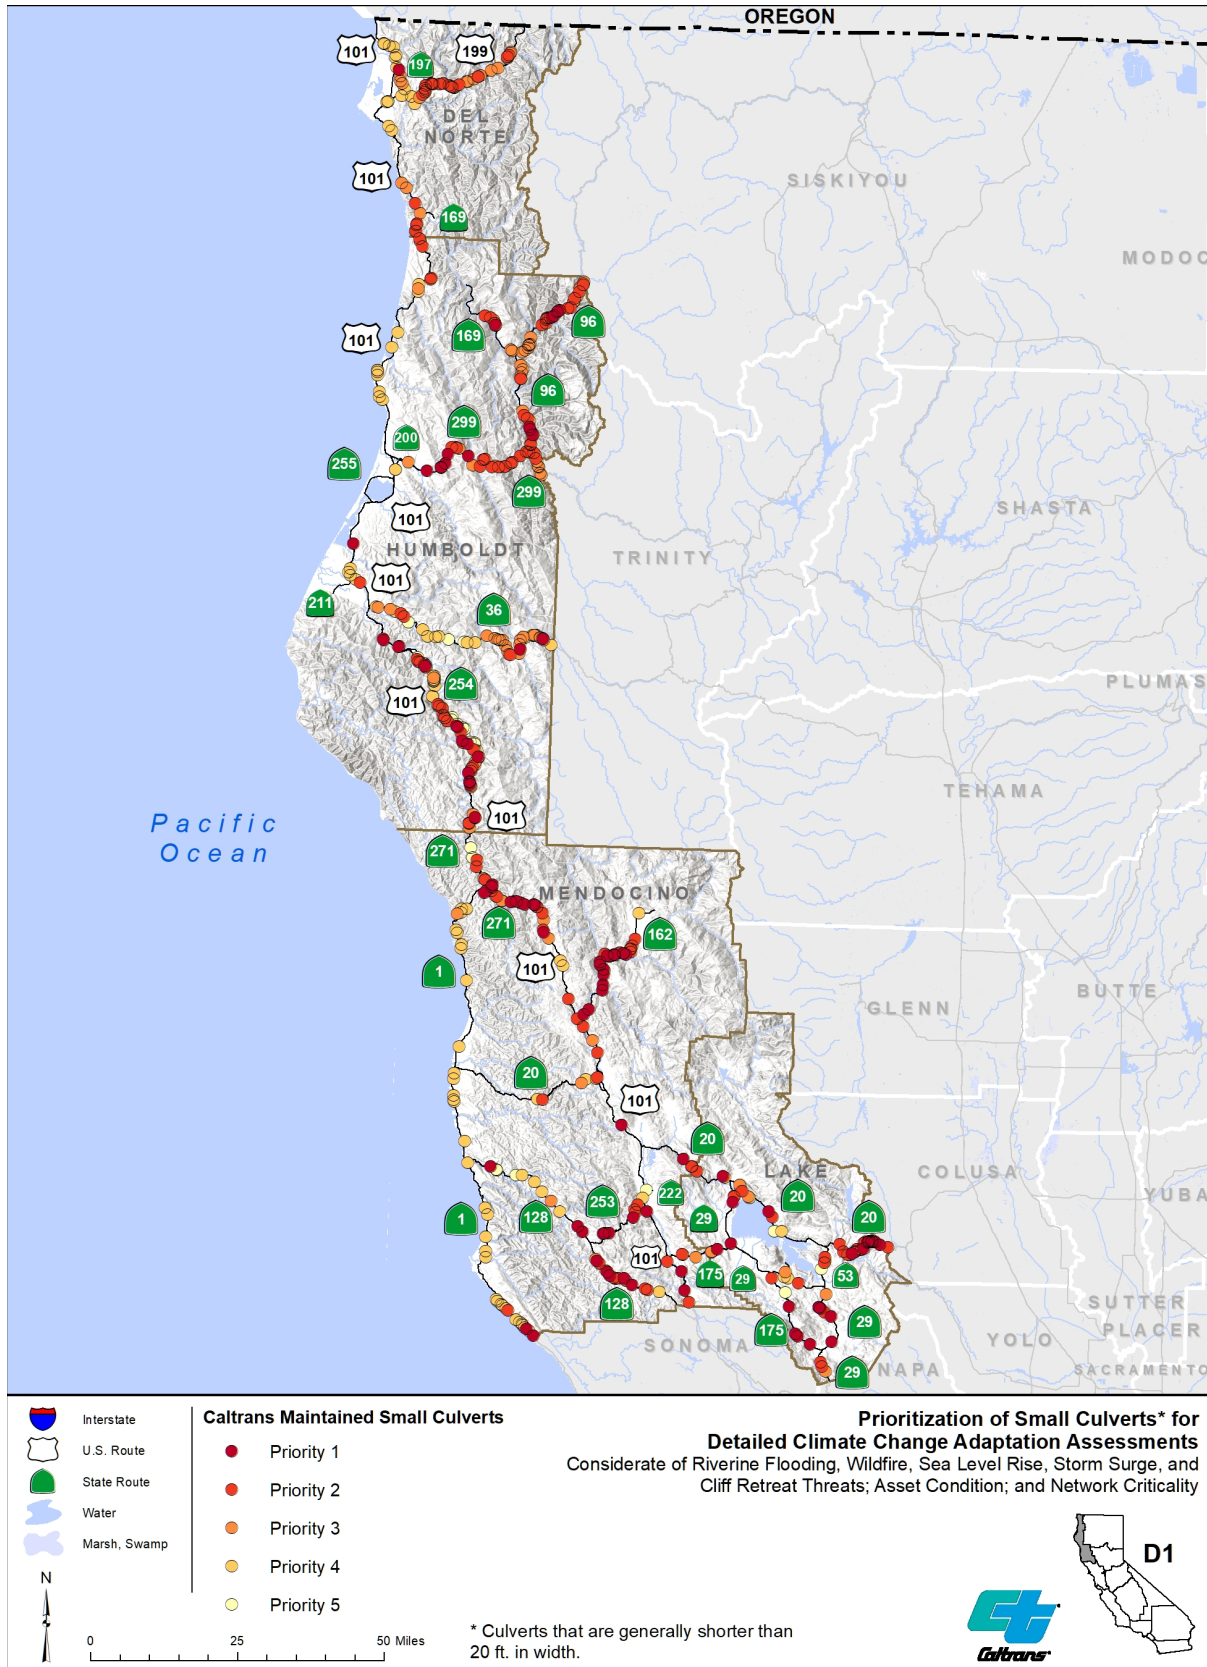 OREGON
101
199
197
DEL
NORTE
SISKIYOU
101
169
MODOC
169
96
101
96
299
200
255
299
101
SHASTA
HUMBOLDT
TRINITY
101
211
36
254
101
PLUMAS
TEHAMA
Pacific
Ocean
101
271
MENDOCINO
271
162
101
1
BUTTE
GLENN
20
101
20
LAKE
COLUSA
YUBA
253
222
20
128
29
20
1
101
175
29
53
128
SUTTER
175
29
YOLO
PLACER
SONOMA
29
NAPA
SACRAMENTO
Interstate
U.S. Route
State Route
Water
Marsh, Swamp
N
0 25 50 Miles
Caltrans Maintained Small Culverts
Priority 1
Priority 2
Priority 3
Priority 4
Priority 5
Prioritization of Small Culverts* for
Detailed Climate Change Adaptation Assessments
Considerate of Riverine Flooding, Wildfire, Sea Level Rise, Storm Surge, and
Cliff Retreat Threats; Asset Condition; and Network Criticality
D1
* Culverts that are generally shorter than
20 ft. in width.
Caltrans